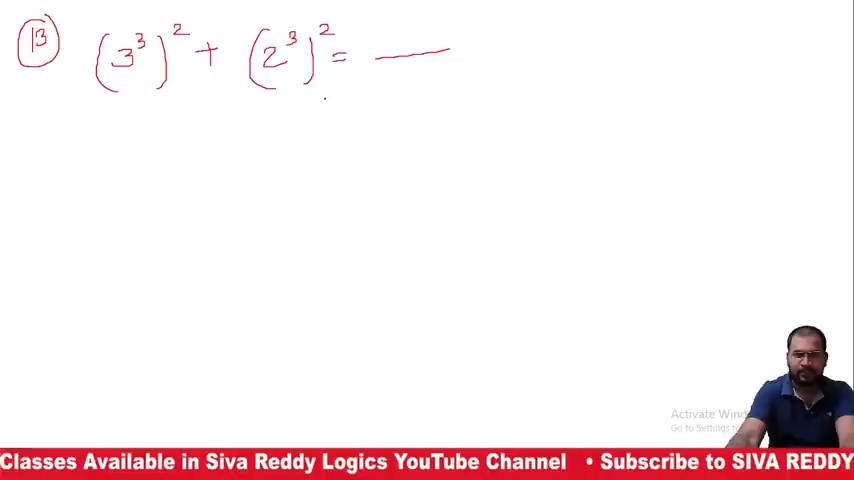 13 (3³)² + (2³)² = ___
Activate Wind
Go to Settings to
Classes Available in Siva Reddy Logics YouTube Channel • Subscribe to SIVA REDDY